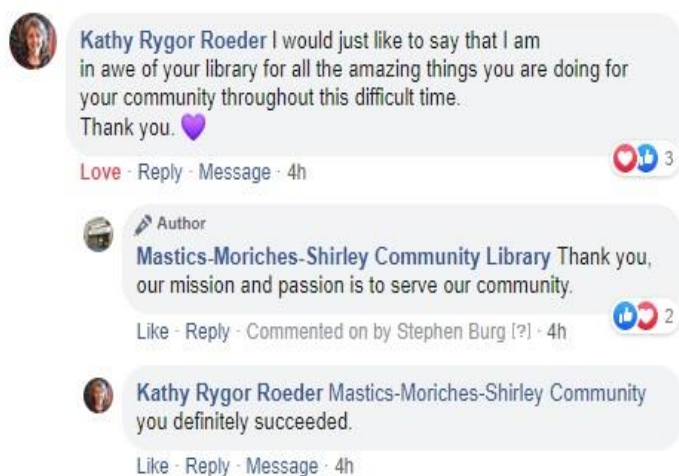 Kathy Rygor Roeder I would just like to say that I am
in awe of your library for all the amazing things you are doing for
your community throughout this difficult time.
Thank you. 💜
3
Love · Reply · Message · 4h
Author
Mastics-Moriches-Shirley Community Library Thank you,
our mission and passion is to serve our community.
2
Like · Reply · Commented on by Stephen Burg [?] · 4h
Kathy Rygor Roeder Mastics-Moriches-Shirley Community
you definitely succeeded.
Like · Reply · Message · 4h